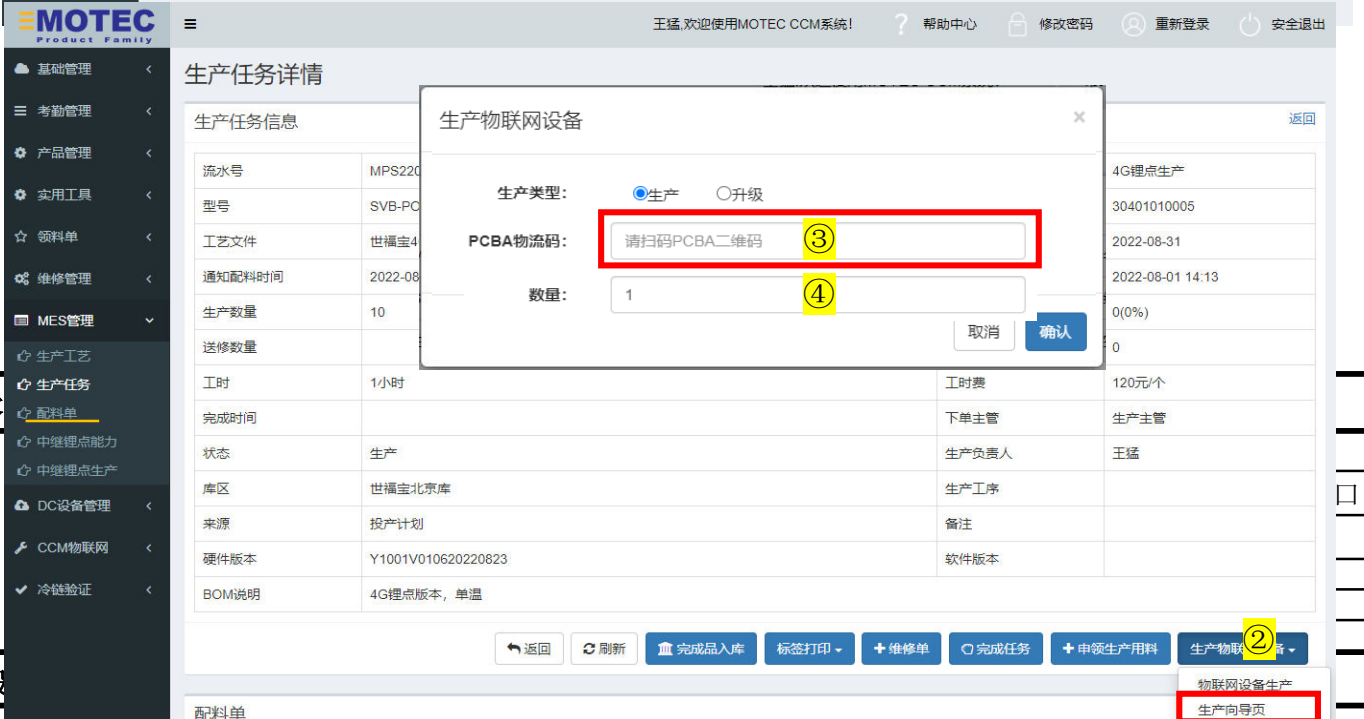 MOTEC
Product Family
王猛,欢迎使用MOTEC CCM系统!
? 帮助中心
修改密码
重新登录
安全退出
基础管理
考勤管理
产品管理
实用工具
领料单
维修管理
MES管理
生产工艺
生产任务
配料单
中继锂点能力
中继锂点生产
DC设备管理
CCM物联网
冷链验证
生产任务详情
生产任务信息
返回
生产物联网设备 ×
生产类型: 生产 升级
PCBA物流码: 请扫码PCBA二维码 ③
数量: 1 ④
取消 确认
流水号 MPS220 4G锂点生产
型号 SVB-PO 30401010005
工艺文件 世福宝4 2022-08-31
通知配料时间 2022-08 2022-08-01 14:13
生产数量 10 0(0%)
送修数量 0
工时 1小时 工时费 120元/个
完成时间 下单主管 生产主管
状态 生产 生产负责人 王猛
库区 世福宝北京库 生产工序
来源 投产计划 备注
硬件版本 Y1001V010620220823 软件版本
BOM说明 4G锂点版本，单温
口
返回 刷新 完成品入库 标签打印 维修单 完成任务 申领生产用料 生产物联 ② 备
物联网设备生产
生产向导页
配料单